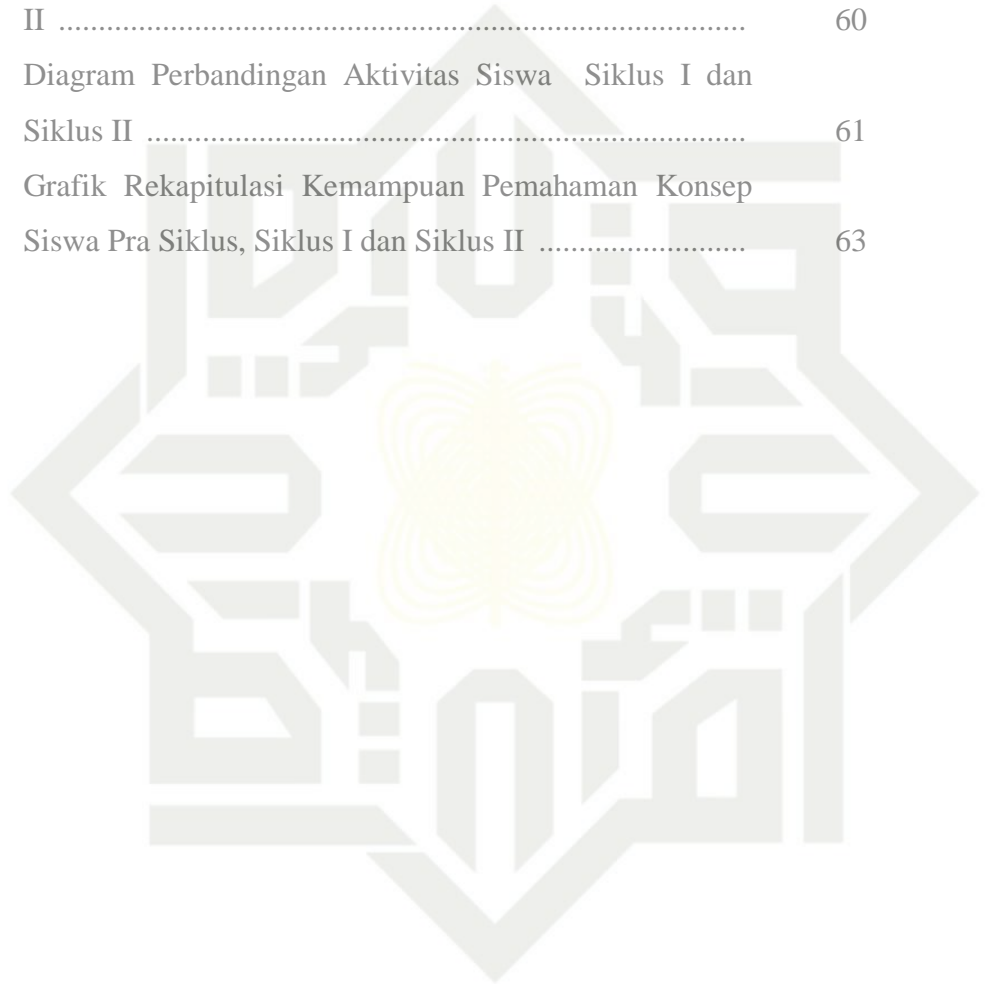 II ..................................................................................... 60
Diagram Perbandingan Aktivitas Siswa Siklus I dan
Siklus II .......................................................................... 61
Grafik Rekapitulasi Kemampuan Pemahaman Konsep
Siswa Pra Siklus, Siklus I dan Siklus II .......................... 63